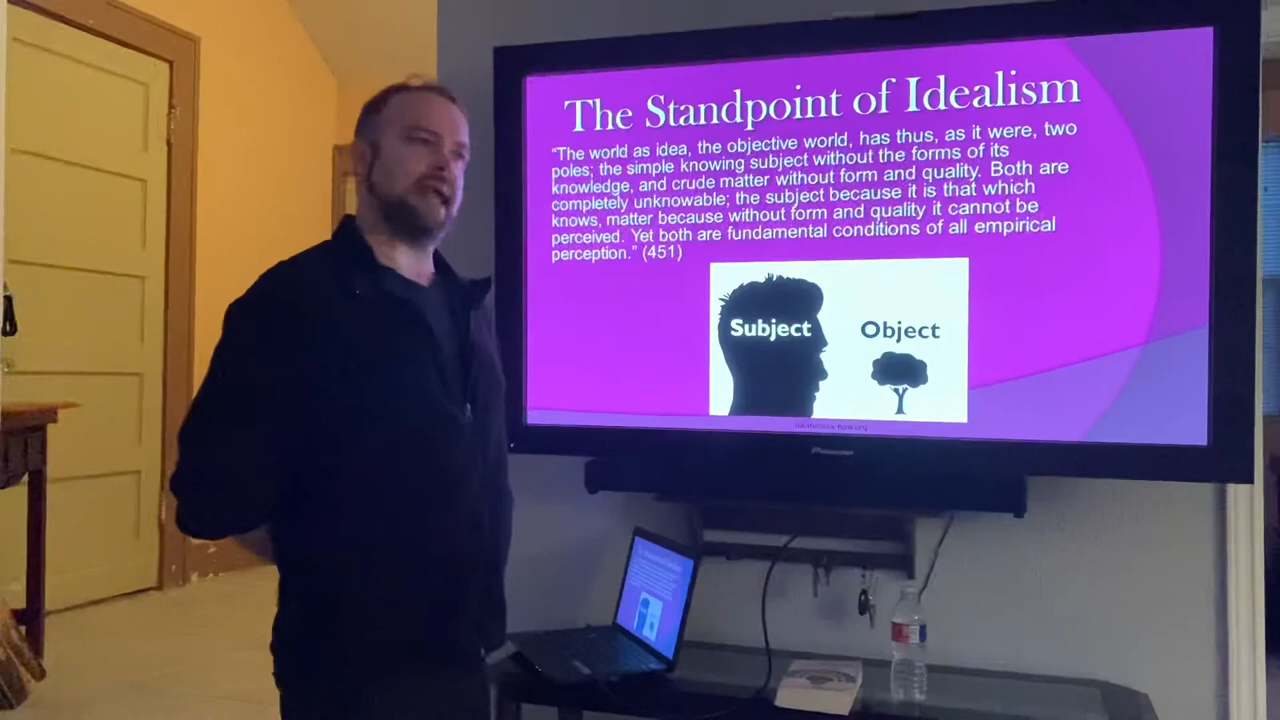 The Standpoint of Idealism
“The world as idea, the objective world, has thus, as it were, two
poles; the simple knowing subject without the forms of its
knowledge, and crude matter without form and quality. Both are
completely unknowable; the subject because it is that which
knows, matter because without form and quality it cannot be
perceived. Yet both are fundamental conditions of all empirical
perception.” (451)
Subject
Object
Pioneer